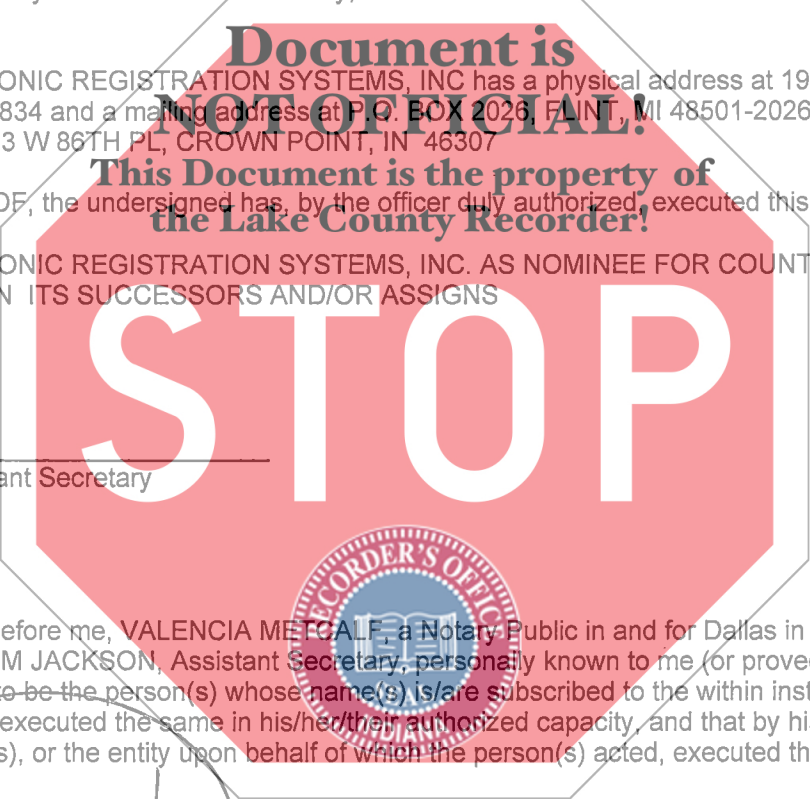 Document is
ONIC REGISTRATION SYSTEMS, INC has a physical address at 19
834 and a mailing address at P.O. BOX 2026, FLINT, MI 48501-2026
NOT OFFICIAL!
3 W 86TH PL, CROWN POINT, IN 46307
This Document is the property of
OF, the undersigned has, by the officer duly authorized, executed this
the Lake County Recorder!
ONIC REGISTRATION SYSTEMS, INC. AS NOMINEE FOR COUNT
N ITS SUCCESSORS AND/OR ASSIGNS
STOP
ant Secretary
RECORDER'S OFFICE
efore me, VALENCIA METCALF, a Notary Public in and for Dallas in
M JACKSON, Assistant Secretary, personally known to me (or prove
o be the person(s) whose name(s) is/are subscribed to the within inst
executed the same in his/her/their authorized capacity, and that by hi
s), or the entity upon behalf of which the person(s) acted, executed th